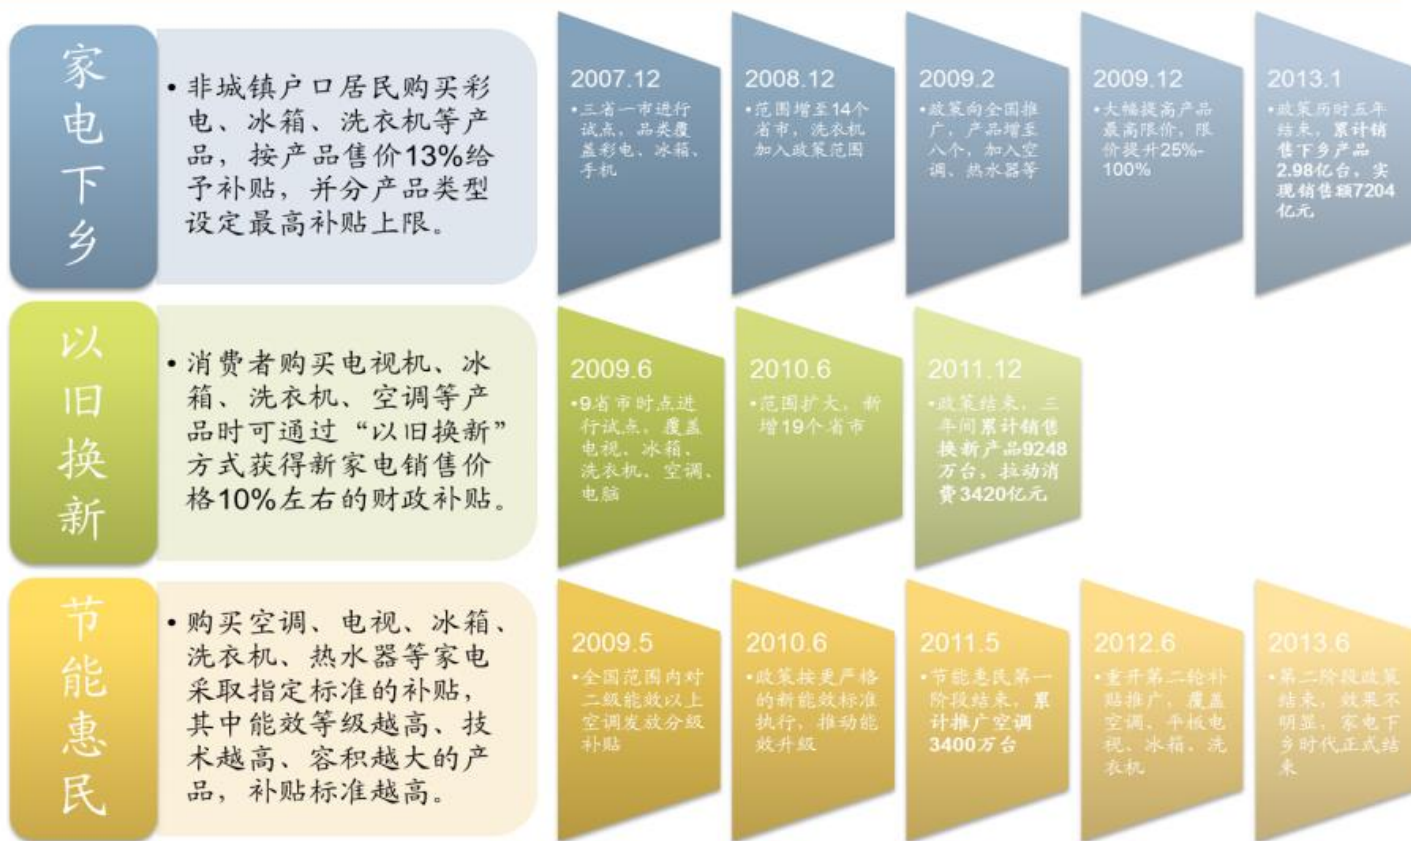 家电下乡
• 非城镇户口居民购买彩
电、冰箱、洗衣机等产
品，按产品售价13%给
予补贴，并分产品类型
设定最高补贴上限。
2007.12
•三省一市进行
试点，品类覆
盖彩电、冰箱、
手机
2008.12
•范围增至14个
省市，洗衣机
加入政策范围
2009.2
•政策向全国推
广，产品增至
八个，加入空
调、热水器等
2009.12
•大幅提高产品
最高限价，限
价提升25%-
100%
2013.1
•政策历时五年
结束，累计销
售下乡产品
2.98亿台，实
现销售额7204
亿元
以旧换新
• 消费者购买电视机、冰
箱、洗衣机、空调等产
品时可通过“以旧换新”
方式获得新家电销售价
格10%左右的财政补贴。
2009.6
•9省市时点进
行试点，覆盖
电视、冰箱、
洗衣机、空调、
电脑
2010.6
•范围扩大，新
增19个省市
2011.12
•政策结束，三
年间累计销售
换新产品9248
万台，拉动消
费3420亿元
节能惠民
• 购买空调、电视、冰箱、
洗衣机、热水器等家电
采取指定标准的补贴，
其中能效等级越高、技
术越高、容积越大的产
品，补贴标准越高。
2009.5
•全国范围内对
二级能效以上
空调发放分级
补贴
2010.6
•政策按更严格
的新能效标准
执行，推动能
效升级
2011.5
•节能惠民第一
阶段结束，累
计推广空调
3400万台
2012.6
•重开第二轮补
贴推广，覆盖
空调、平板电
视、冰箱、洗
衣机
2013.6
•第二阶段政策
结束，效果不
明显，家电下
乡时代正式结
束